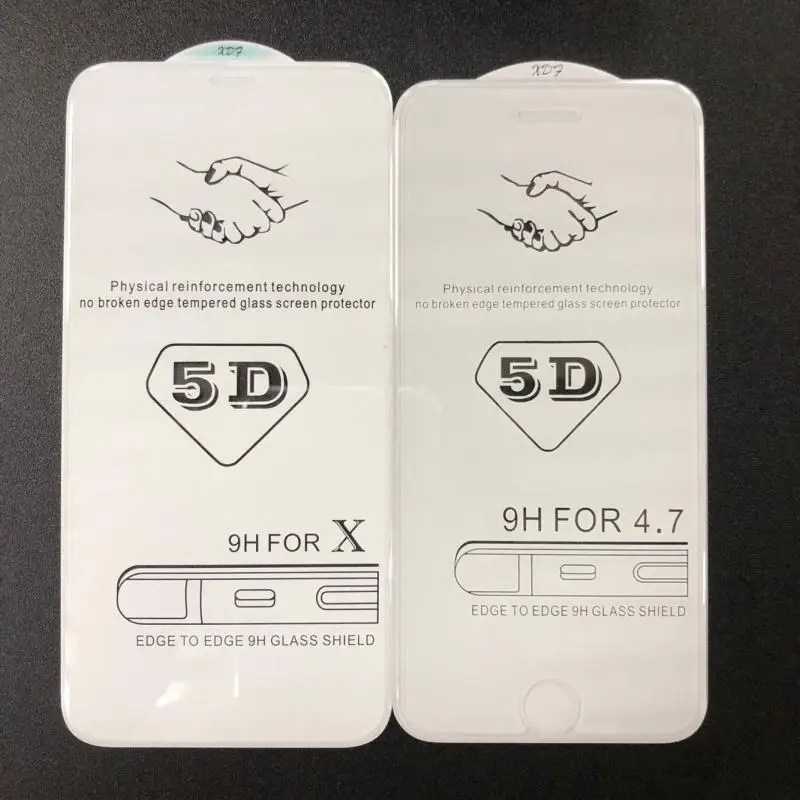 XDF
Physical reinforcement technology
no broken edge tempered glass screen protector
5D
9H FOR X
EDGE TO EDGE 9H GLASS SHIELD
XDF
Physical reinforcement technology
no broken edge tempered glass screen protector
5D
9H FOR 4.7
EDGE TO EDGE 9H GLASS SHIELD